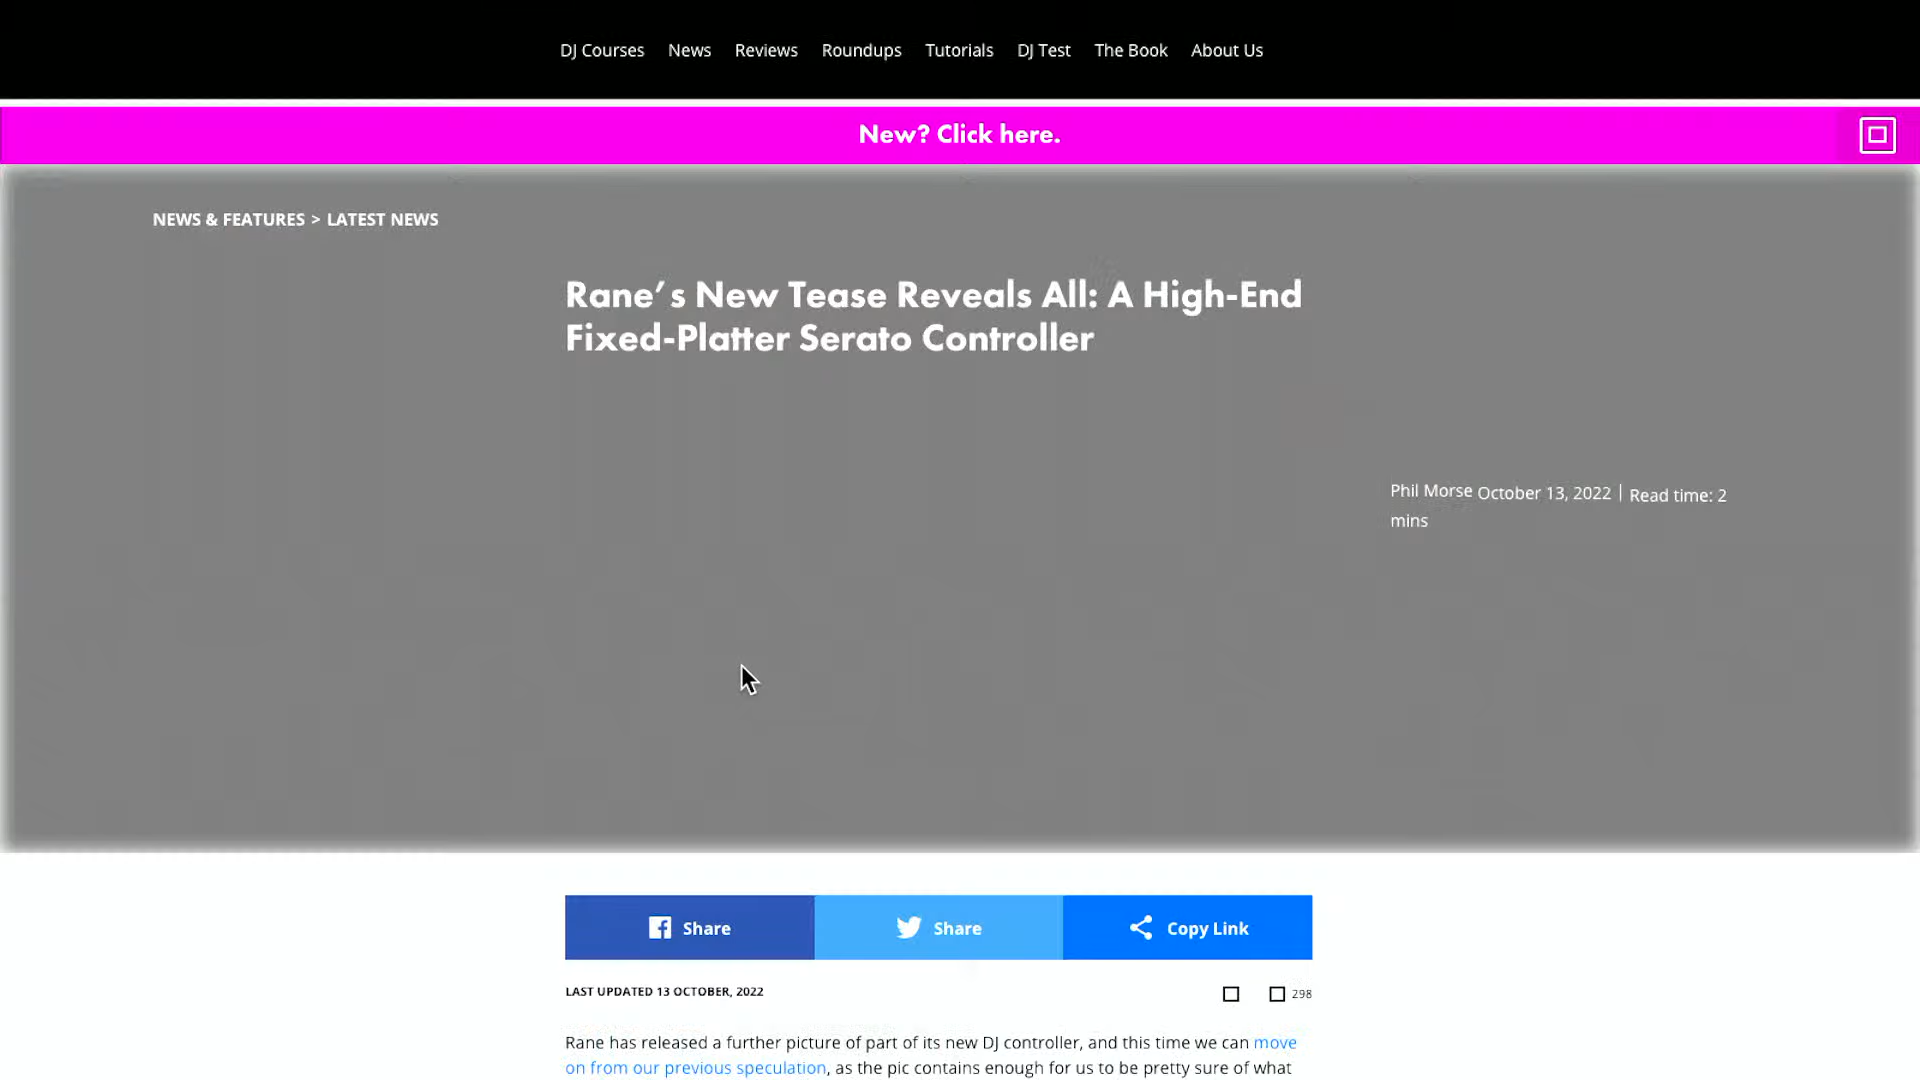 DJ Courses News Reviews Roundups Tutorials DJ Test The Book About Us
New? Click here.
NEWS & FEATURES > LATEST NEWS
Rane's New Tease Reveals All: A High-End
Fixed-Platter Serato Controller
Phil Morse October 13, 2022 | Read time: 2
mins
Share Share Copy Link
LAST UPDATED 13 OCTOBER, 2022 298
Rane has released a further picture of part of its new DJ controller, and this time we can move
on from our previous speculation, as the pic contains enough for us to be pretty sure of what